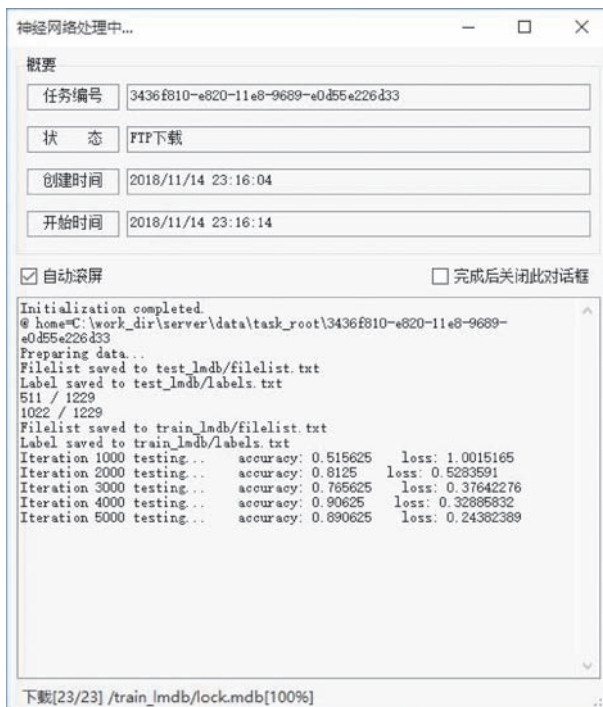 神经网络处理中...
概要
任务编号 3436f810-e820-11e8-9689-e0d55e226d33
状 态 FTP下载
创建时间 2018/11/14 23:16:04
开始时间 2018/11/14 23:16:14
自动滚屏 完成后关闭此对话框
Initialization completed.
@ home=C:\work_dir\server\data\task_root\3436f810-e820-11e8-9689-
e0d55e226d33
Preparing data...
Filelist saved to test_lmdb/filelist.txt
Label saved to test_lmdb/labels.txt
511 / 1229
1022 / 1229
Filelist saved to train_lmdb/filelist.txt
Label saved to train_lmdb/labels.txt
Iteration 1000 testing... accuracy: 0.515625 loss: 1.0015165
Iteration 2000 testing... accuracy: 0.8125 loss: 0.5283591
Iteration 3000 testing... accuracy: 0.765625 loss: 0.37642276
Iteration 4000 testing... accuracy: 0.90625 loss: 0.32885832
Iteration 5000 testing... accuracy: 0.890625 loss: 0.24382389
下载[23/23] /train_lmdb/lock.mdb[100%]